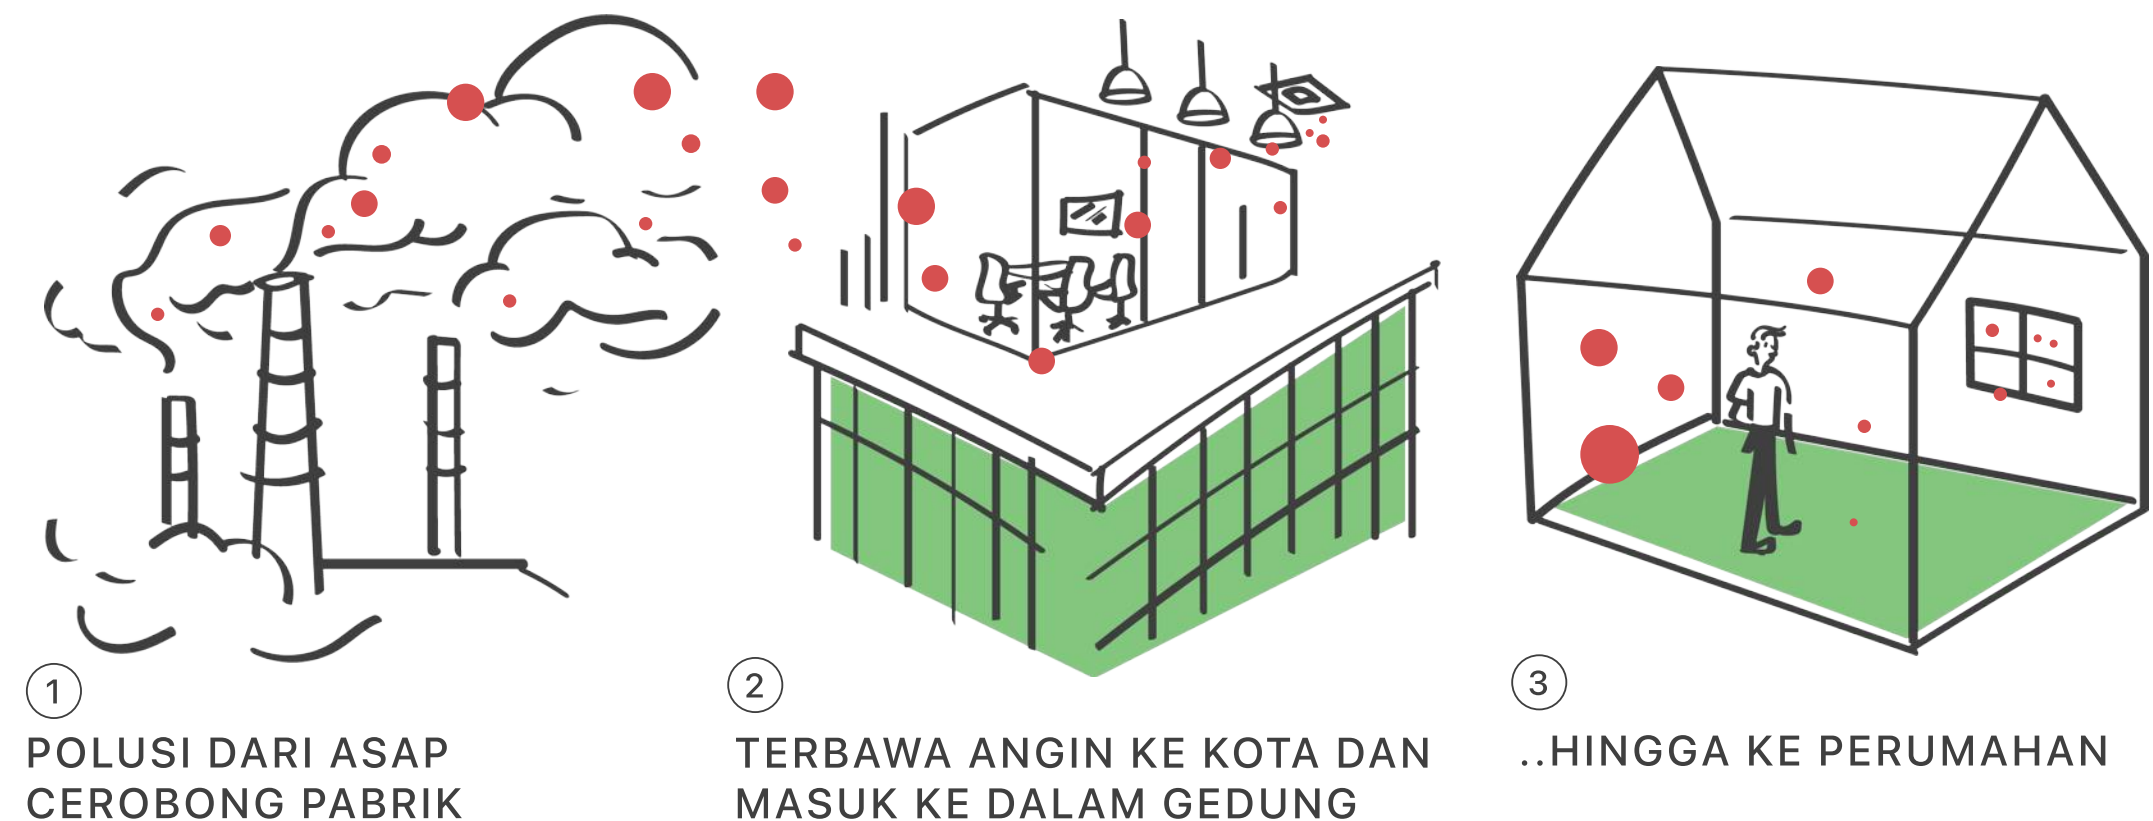 1
POLUSI DARI ASAP
CEROBONG PABRIK
2
TERBAWA ANGIN KE KOTA DAN
MASUK KE DALAM GEDUNG
3
..HINGGA KE PERUMAHAN